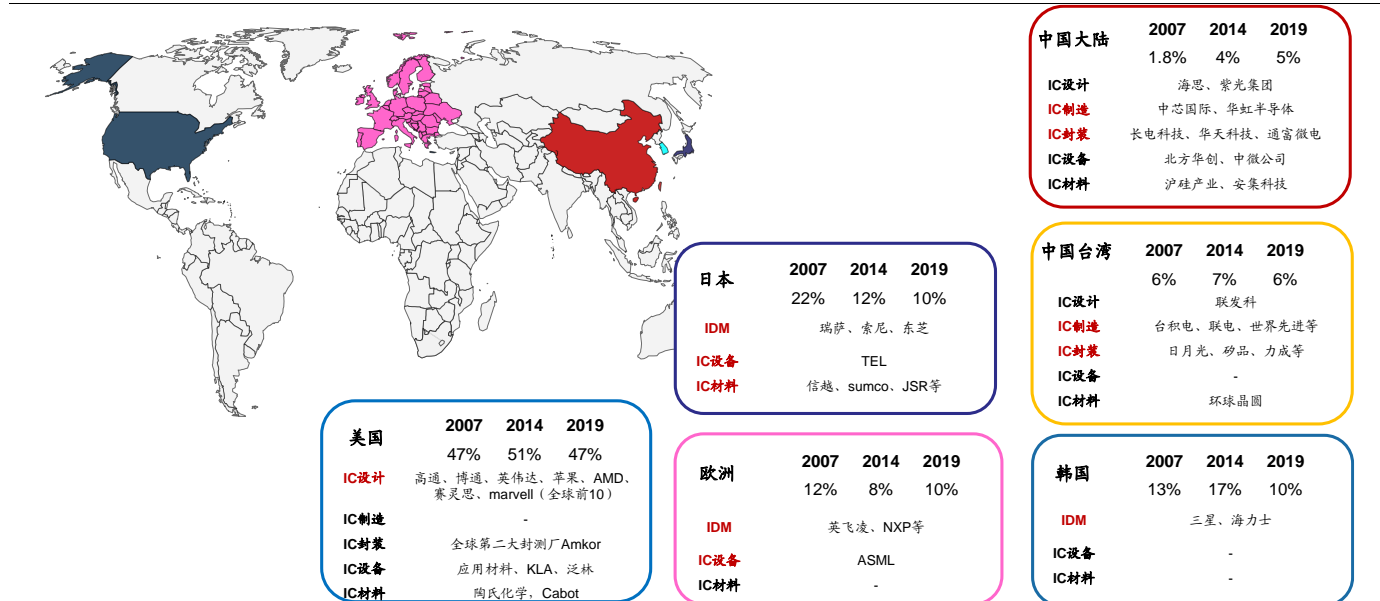 中国大陆 2007 2014 2019
1.8% 4% 5%
IC设计 海思、紫光集团
IC制造 中芯国际、华虹半导体
IC封装 长电科技、华天科技、通富微电
IC设备 北方华创、中微公司
IC材料 沪硅产业、安集科技
中国台湾 2007 2014 2019
6% 7% 6%
IC设计 联发科
IC制造 台积电、联电、世界先进等
IC封装 日月光、矽品、力成等
IC设备 -
IC材料 环球晶圆
日本 2007 2014 2019
22% 12% 10%
IDM 瑞萨、索尼、东芝
IC设备 TEL
IC材料 信越、sumco、JSR等
美国 2007 2014 2019
47% 51% 47%
IC设计 高通、博通、英伟达、苹果、AMD、
赛灵思、marvell（全球前10）
IC制造 -
IC封装 全球第二大封测厂Amkor
IC设备 应用材料、KLA、泛林
IC材料 陶氏化学，Cabot
欧洲 2007 2014 2019
12% 8% 10%
IDM 英飞凌、NXP等
IC设备 ASML
IC材料 -
韩国 2007 2014 2019
13% 17% 10%
IDM 三星、海力士
IC设备 -
IC材料 -